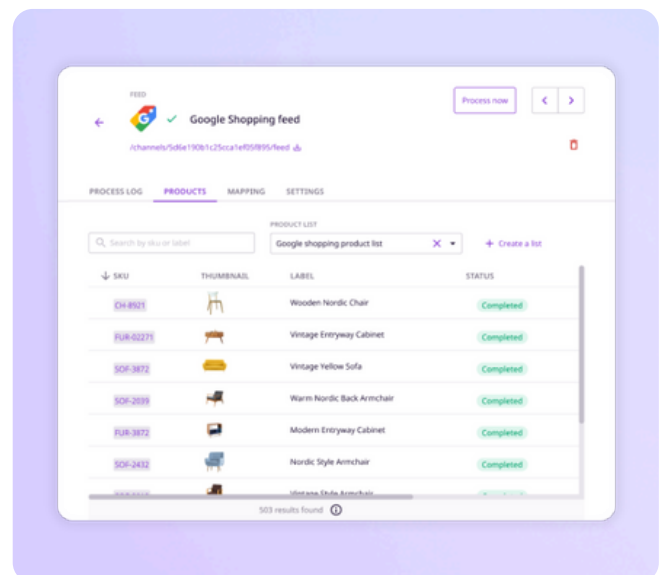 FEED
Process now
Google Shopping feed
/channels/5d6e190b1c25cca1ef05f895/feed
PROCESS LOG PRODUCTS MAPPING SETTINGS
PRODUCT LIST
Search by sku or label
Google shopping product list
+ Create a list
SKU THUMBNAIL LABEL STATUS
CH-8921 Wooden Nordic Chair Completed
FUR-02271 Vintage Entryway Cabinet Completed
SOF-3872 Vintage Yellow Sofa Completed
SOF-2039 Warm Nordic Back Armchair Completed
FUR-3872 Modern Entryway Cabinet Completed
SOF-2432 Nordic Style Armchair Completed
Vintage Style Armchair
503 results found